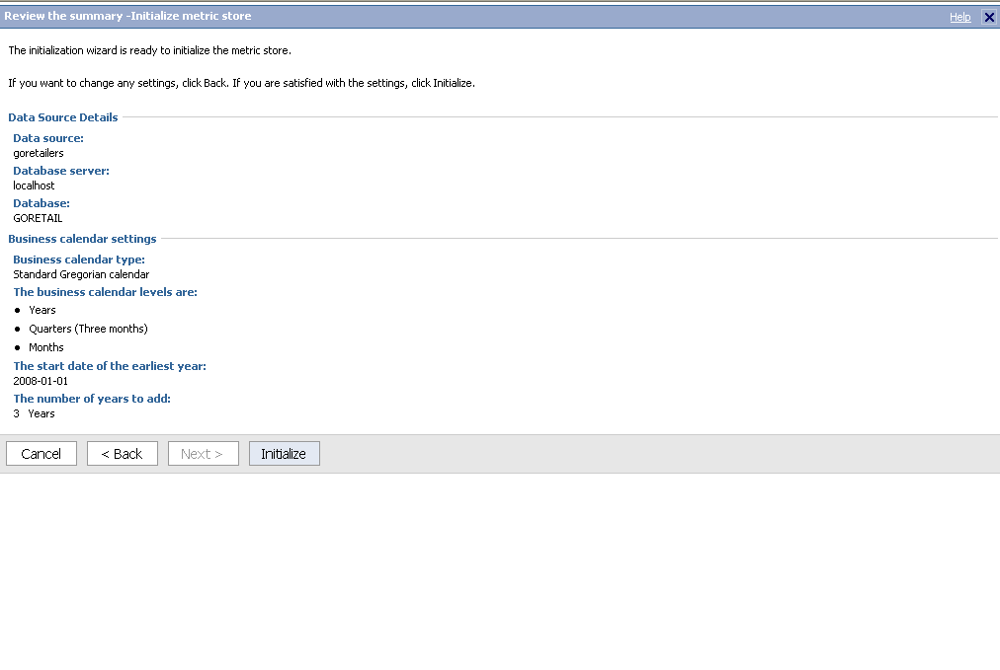 Review the summary -Initialize metric store
Help
The initialization wizard is ready to initialize the metric store.
If you want to change any settings, click Back. If you are satisfied with the settings, click Initialize.
Data Source Details
Data source:
goretailers
Database server:
localhost
Database:
GORETAIL
Business calendar settings
Business calendar type:
Standard Gregorian calendar
The business calendar levels are:
• Years
• Quarters (Three months)
• Months
The start date of the earliest year:
2008-01-01
The number of years to add:
3 Years
Cancel < Back Next > Initialize